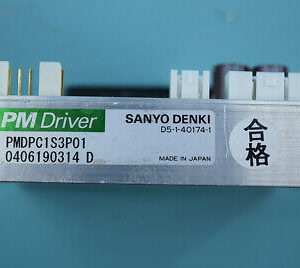 PM Driver
SANYO DENKI
D5-1-40174-1
PMDPC1S3P01
0406190314 D
MADE IN JAPAN
合格